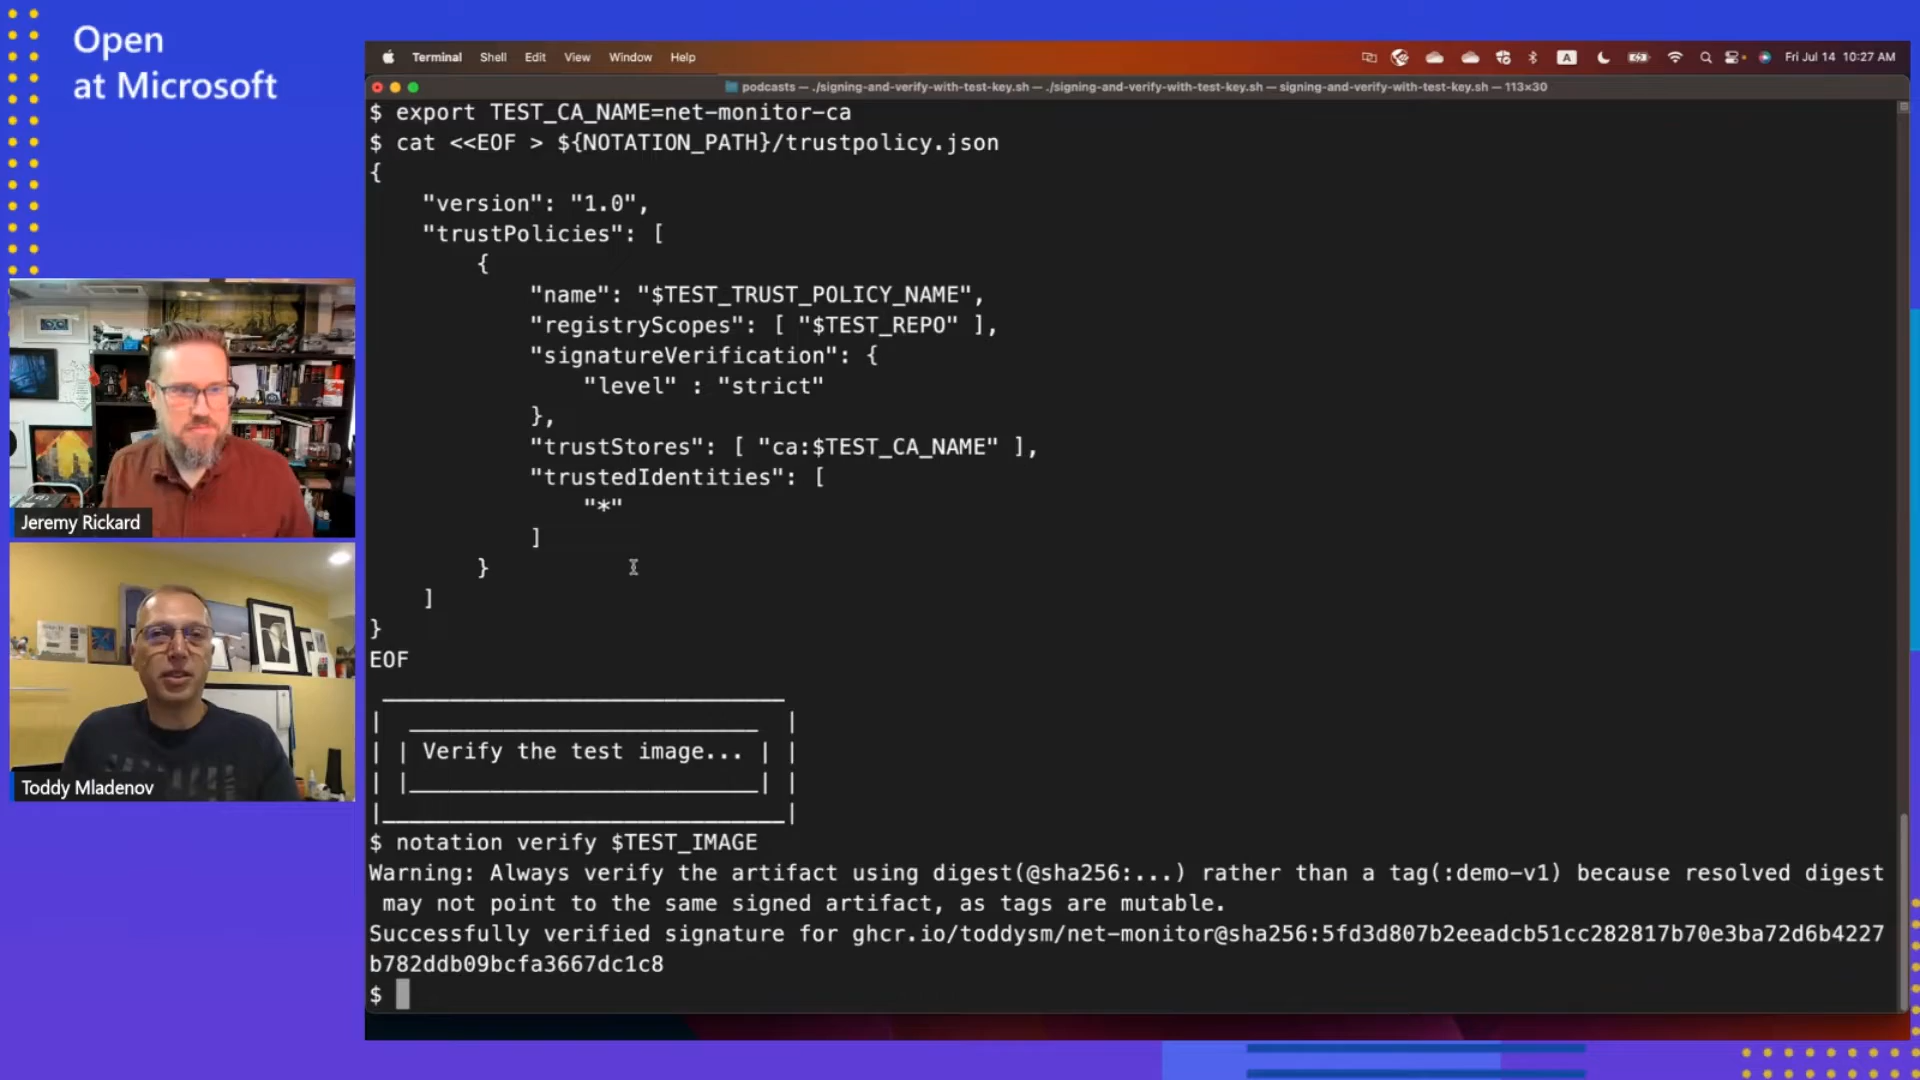 Open
at Microsoft
Terminal Shell Edit View Window Help
A
Fri Jul 14 10:27 AM
podcasts — ./signing-and-verify-with-test-key.sh — ./signing-and-verify-with-test-key.sh — signing-and-verify-with-test-key.sh — 113×30
$ export TEST_CA_NAME=net-monitor-ca
$ cat <<EOF > ${NOTATION_PATH}/trustpolicy.json
{
"version": "1.0",
"trustPolicies": [
{
"name": "$TEST_TRUST_POLICY_NAME",
"registryScopes": [ "$TEST_REPO" ],
"signatureVerification": {
"level" : "strict"
},
"trustStores": [ "ca:$TEST_CA_NAME" ],
"trustedIdentities": [
"*"
]
}
]
}
EOF
| | Verify the test image... | |
$ notation verify $TEST_IMAGE
Warning: Always verify the artifact using digest(@sha256:...) rather than a tag(:demo-v1) because resolved digest
may not point to the same signed artifact, as tags are mutable.
Successfully verified signature for ghcr.io/toddysm/net-monitor@sha256:5fd3d807b2eeadcb51cc282817b70e3ba72d6b4227
b782ddb09bcfa3667dc1c8
$
Jeremy Rickard
Toddy Mladenov